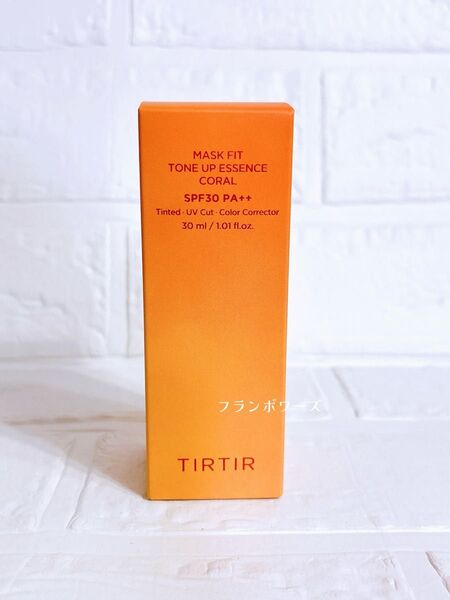 MASK FIT
TONE UP ESSENCE
CORAL
SPF30 PA++
Tinted · UV Cut · Color Corrector
30 ml / 1.01 fl.oz.
フランボワーズ
TIRTIR